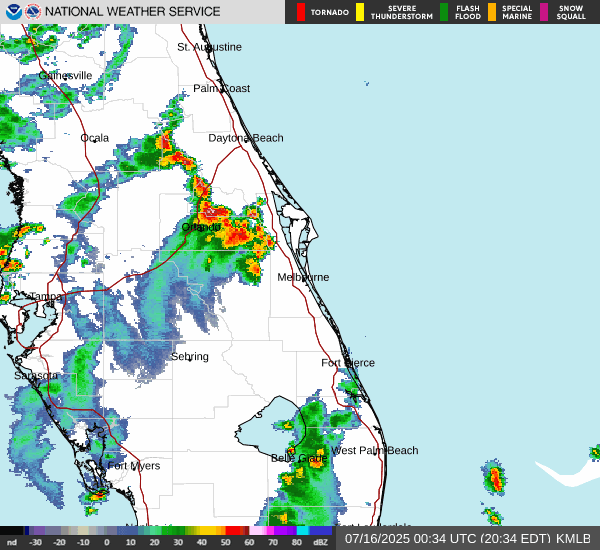 NATIONAL WEATHER SERVICE
TORNADO
SEVERE
THUNDERSTORM
FLASH
FLOOD
SPECIAL
MARINE
SNOW
SQUALL
St. Augustine
Gainesville
Palm Coast
Ocala
Daytona Beach
Orlando
Melbourne
Tampa
Sebring
Fort Pierce
Sarasota
West Palm Beach
Belle Glade
Fort Myers
nd -30 -20 -10 0 10 20 30 40 50 60 70 80 dBZ
07/16/2025 00:34 UTC (20:34 EDT) KMLB